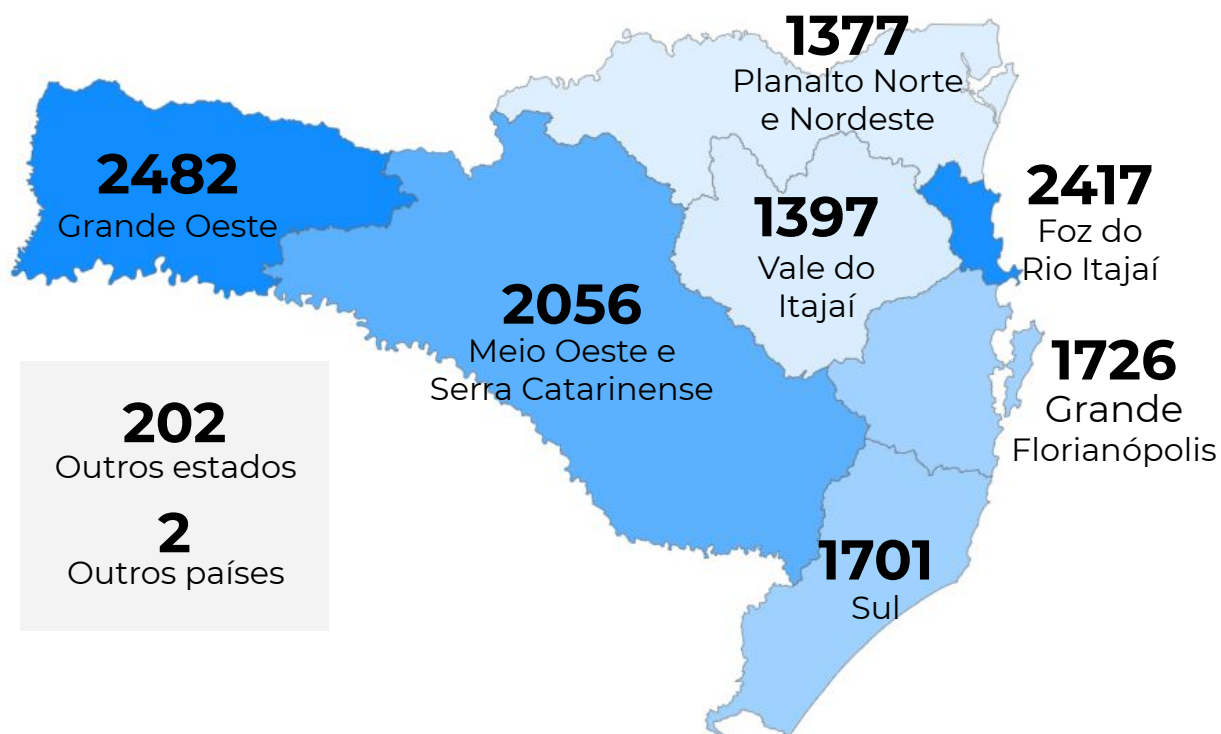 1377
Planalto Norte
e Nordeste
2482
Grande Oeste
2417
Foz do
Rio Itajaí
1397
Vale do
Itajaí
2056
Meio Oeste e
Serra Catarinense
1726
Grande
Florianópolis
202
Outros estados
2
Outros países
1701
Sul